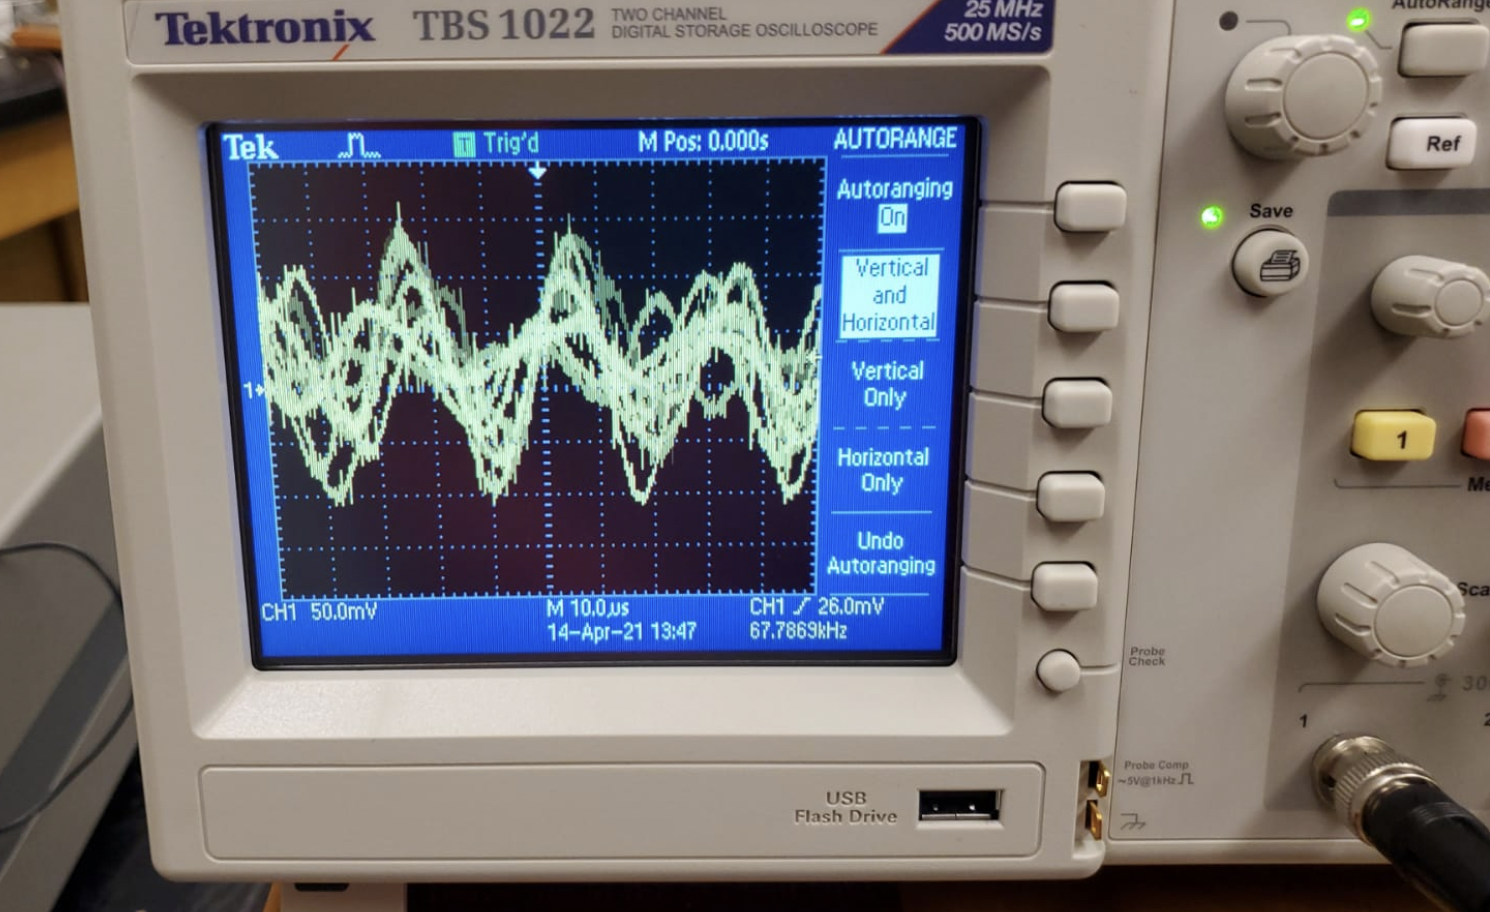 Tektronix TBS 1022 TWO CHANNEL
DIGITAL STORAGE OSCILLOSCOPE
25 MHz
500 MS/s
AutoRange
Ref
Save
Tek Trig'd M Pos: 0.000s AUTORANGE
Autoranging
On
Vertical
and
Horizontal
Vertical
Only
Horizontal
Only
Undo
Autoranging
1
CH1 50.0mV M 10.0µs CH1 26.0mV
14-Apr-21 13:47 67.7869kHz
1
Probe
Check
1
2
Probe Comp
~5V@1kHz
USB
Flash Drive